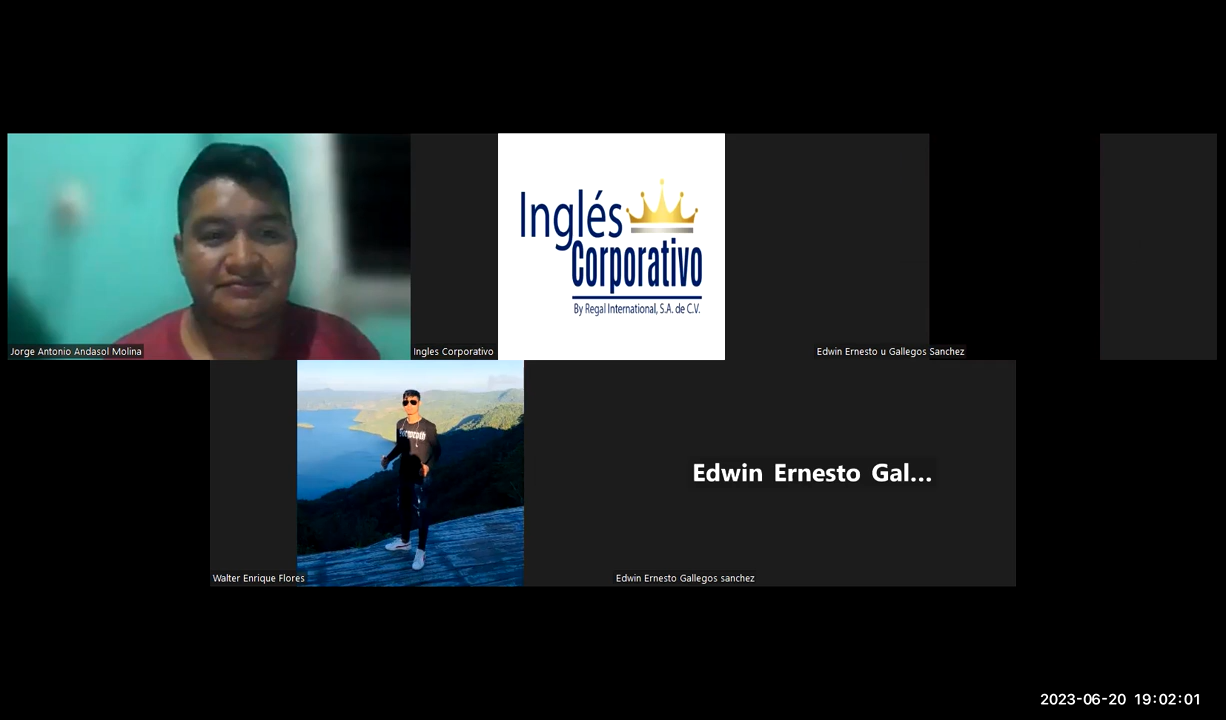 Inglés
Corporativo
By Regal International, S.A. de C.V.
Jorge Antonio Andasol Molina
Ingles Corporativo
Edwin Ernesto u Gallegos Sanchez
Edwin Ernesto Gal...
Walter Enrique Flores
Edwin Ernesto Gallegos sanchez
2023-06-20 19:02:01